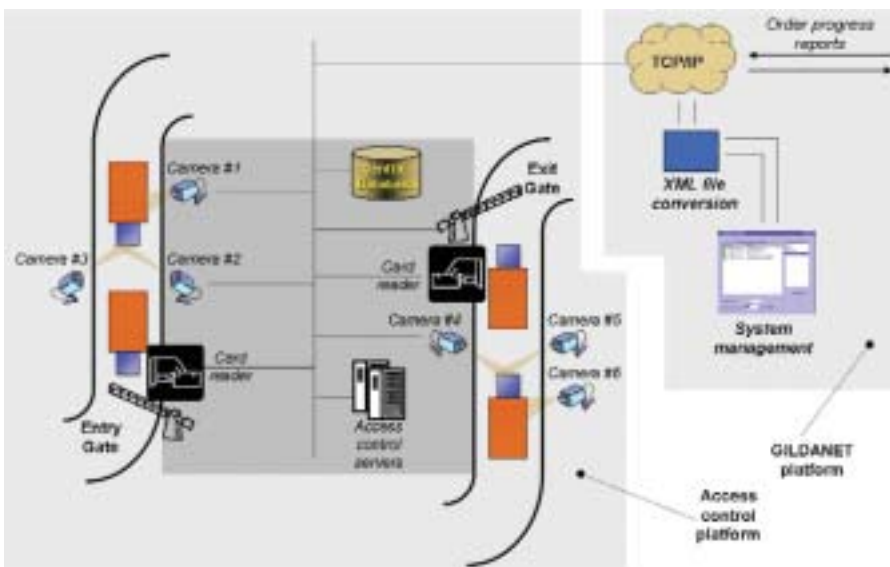 Order progress
reports
TCP/IP
Camera #1
Database
Exit
Gate
XML file
conversion
Camera #3
Camera #2
Card
reader
Camera #4
Camera #5
System
management
Card
reader
Camera #6
Entry
Gate
Access
control
servers
GILDANET
platform
Access
control
platform